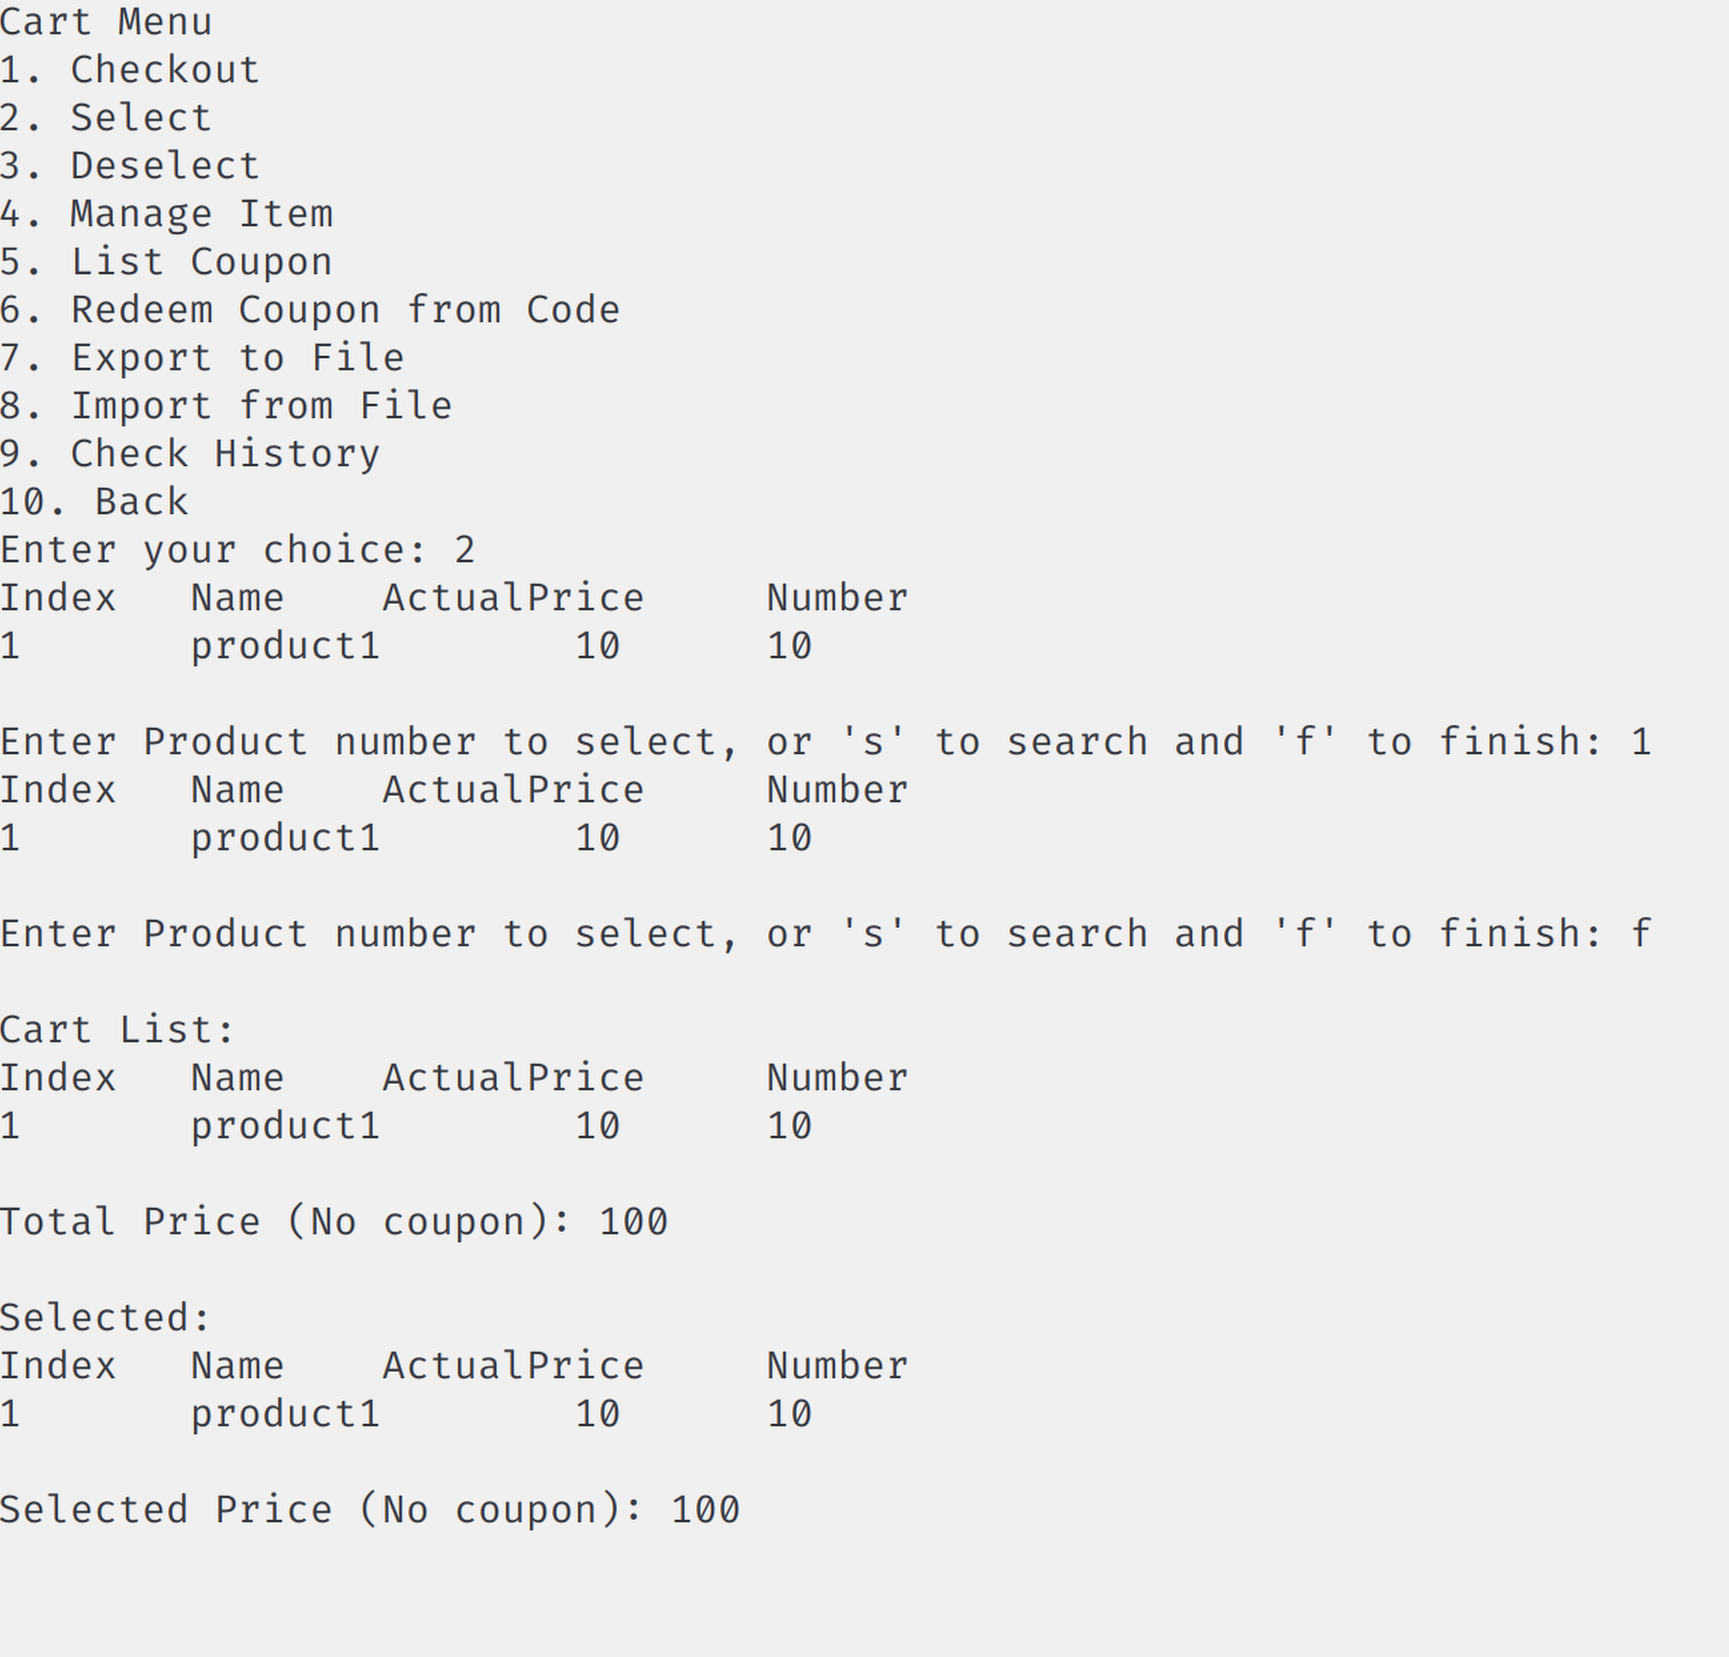 Cart Menu
1. Checkout
2. Select
3. Deselect
4. Manage Item
5. List Coupon
6. Redeem Coupon from Code
7. Export to File
8. Import from File
9. Check History
10. Back
Enter your choice: 2
Index   Name    ActualPrice     Number
1       product1        10      10

Enter Product number to select, or 's' to search and 'f' to finish: 1
Index   Name    ActualPrice     Number
1       product1        10      10

Enter Product number to select, or 's' to search and 'f' to finish: f

Cart List:
Index   Name    ActualPrice     Number
1       product1        10      10

Total Price (No coupon): 100

Selected:
Index   Name    ActualPrice     Number
1       product1        10      10

Selected Price (No coupon): 100